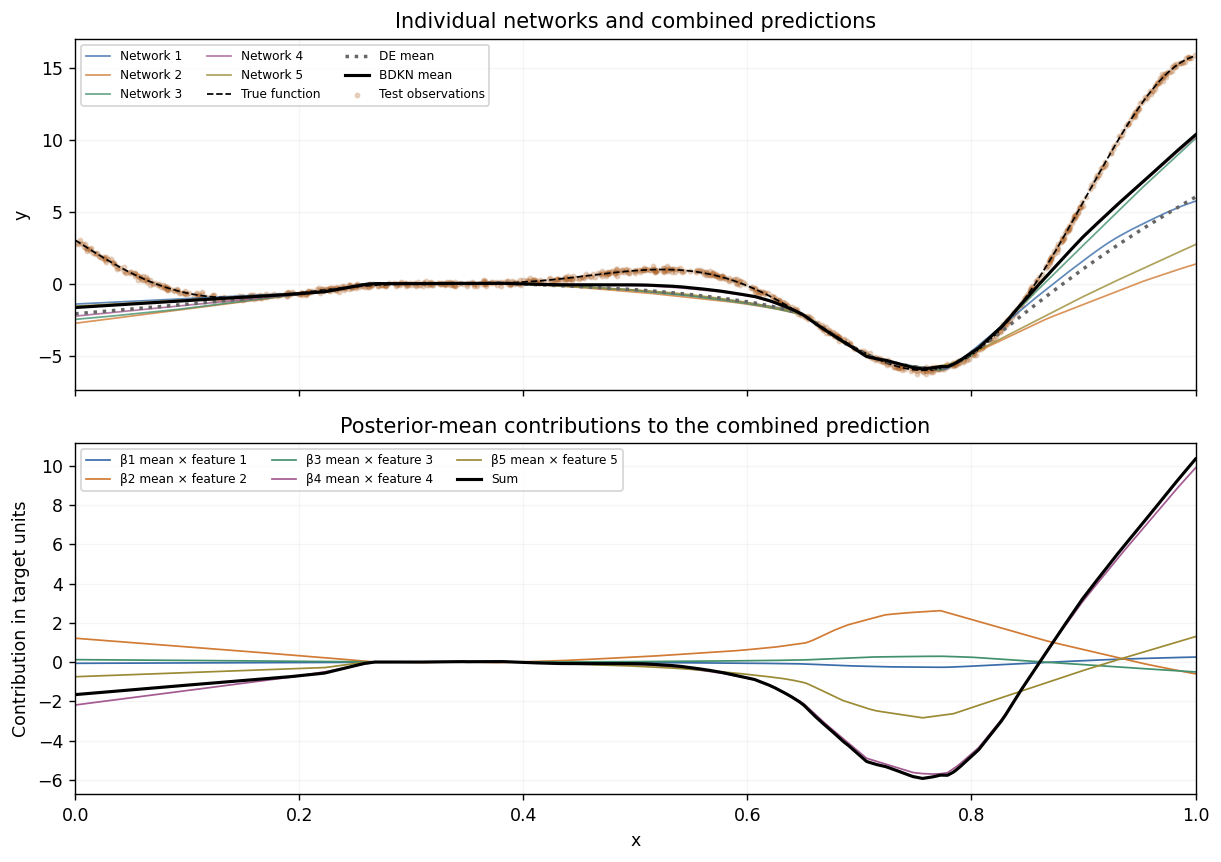 Individual networks and combined predictions
Network 1 Network 4 DE mean
Network 2 Network 5 BDKN mean
Network 3 True function Test observations
15
10
5
0
−5
y
Posterior-mean contributions to the combined prediction
β1 mean × feature 1 β3 mean × feature 3 β5 mean × feature 5
β2 mean × feature 2 β4 mean × feature 4 Sum
10
8
6
4
2
0
−2
−4
−6
Contribution in target units
0.0 0.2 0.4 0.6 0.8 1.0
x